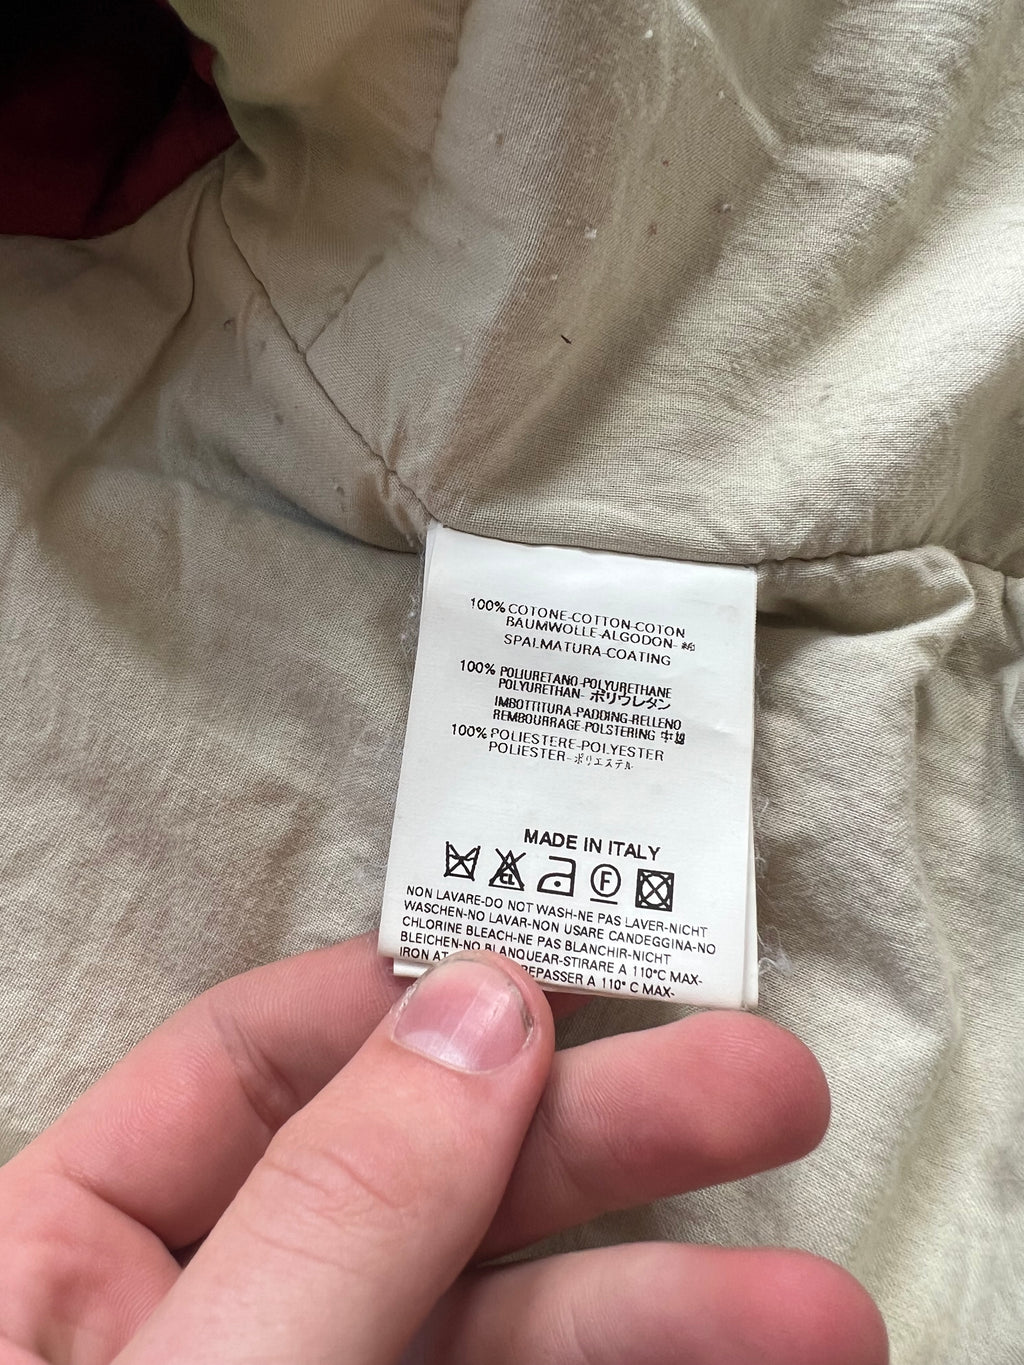 100% COTONE-COTTON-COTON
BAUMWOLLE-ALGODON- 綿
SPALMATURA-COATING
100% POLIURETANO-POLYURETHANE
POLYURETHAN- ポリウレタン
IMBOTTITURA-PADDING-RELLENO
REMBOURRAGE-POLSTERING 中綿
100% POLIESTERE-POLYESTER
POLIESTER-ポリエステル
MADE IN ITALY
CL F
NON LAVARE-DO NOT WASH-NE PAS LAVER-NICHT
WASCHEN-NO LAVAR-NON USARE CANDEGGINA-NO
CHLORINE BLEACH-NE PAS BLANCHIR-NICHT
BLEICHEN-NO BLANQUEAR-STIRARE A 110°C MAX-
IRON AT REPASSER A 110° C MAX-